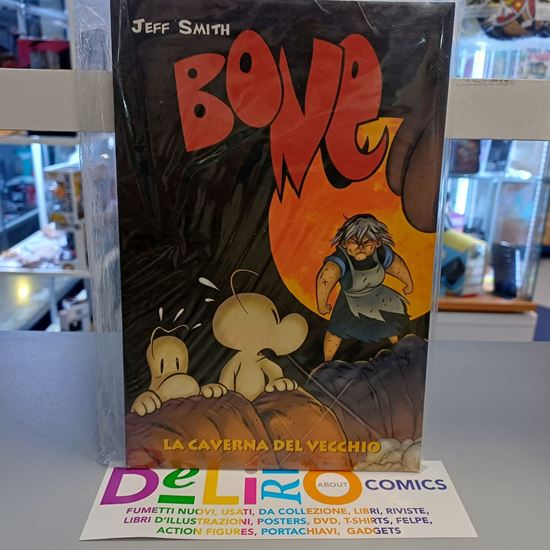 JEFF SMITH
BONE
LA CAVERNA DEL VECCHIO
DELIRIO ABOUT COMICS
FUMETTI NUOVI, USATI, DA COLLEZIONE, LIBRI, RIVISTE,
LIBRI D'ILLUSTRAZIONI, POSTERS, DVD, T-SHIRTS, FELPE,
ACTION FIGURES, PORTACHIAVI, GADGETS